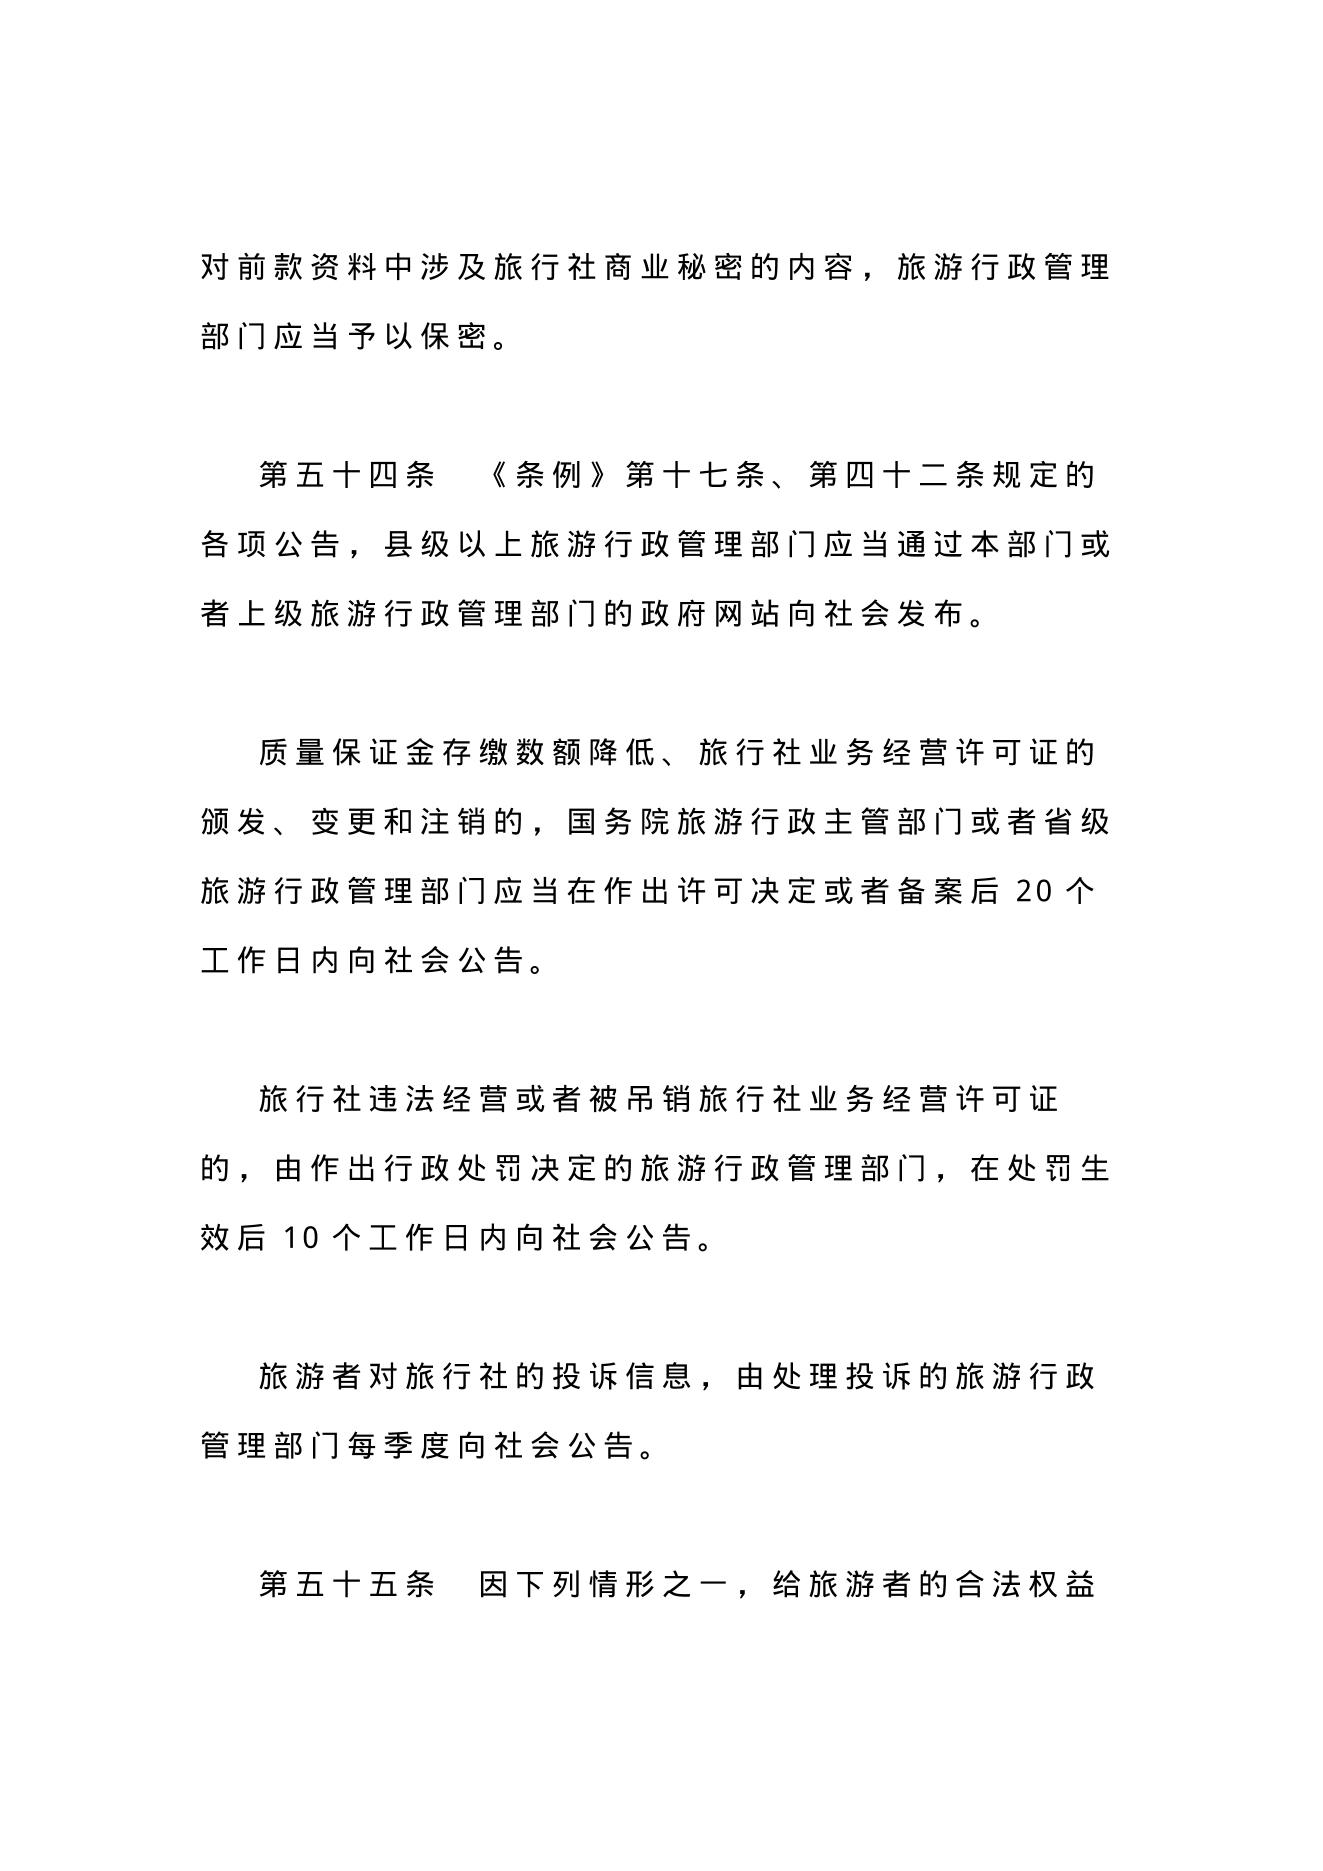 对前款资料中涉及旅行社商业秘密的内容，旅游行政管理
部门应当予以保密。
第五十四条　《条例》第十七条、第四十二条规定的
各项公告，县级以上旅游行政管理部门应当通过本部门或
者上级旅游行政管理部门的政府网站向社会发布。
质量保证金存缴数额降低、旅行社业务经营许可证的
颁发、变更和注销的，国务院旅游行政主管部门或者省级
旅游行政管理部门应当在作出许可决定或者备案后 20 个
工作日内向社会公告。
旅行社违法经营或者被吊销旅行社业务经营许可证
的，由作出行政处罚决定的旅游行政管理部门，在处罚生
效后 10 个工作日内向社会公告。
旅游者对旅行社的投诉信息，由处理投诉的旅游行政
管理部门每季度向社会公告。
第五十五条　因下列情形之一，给旅游者的合法权益